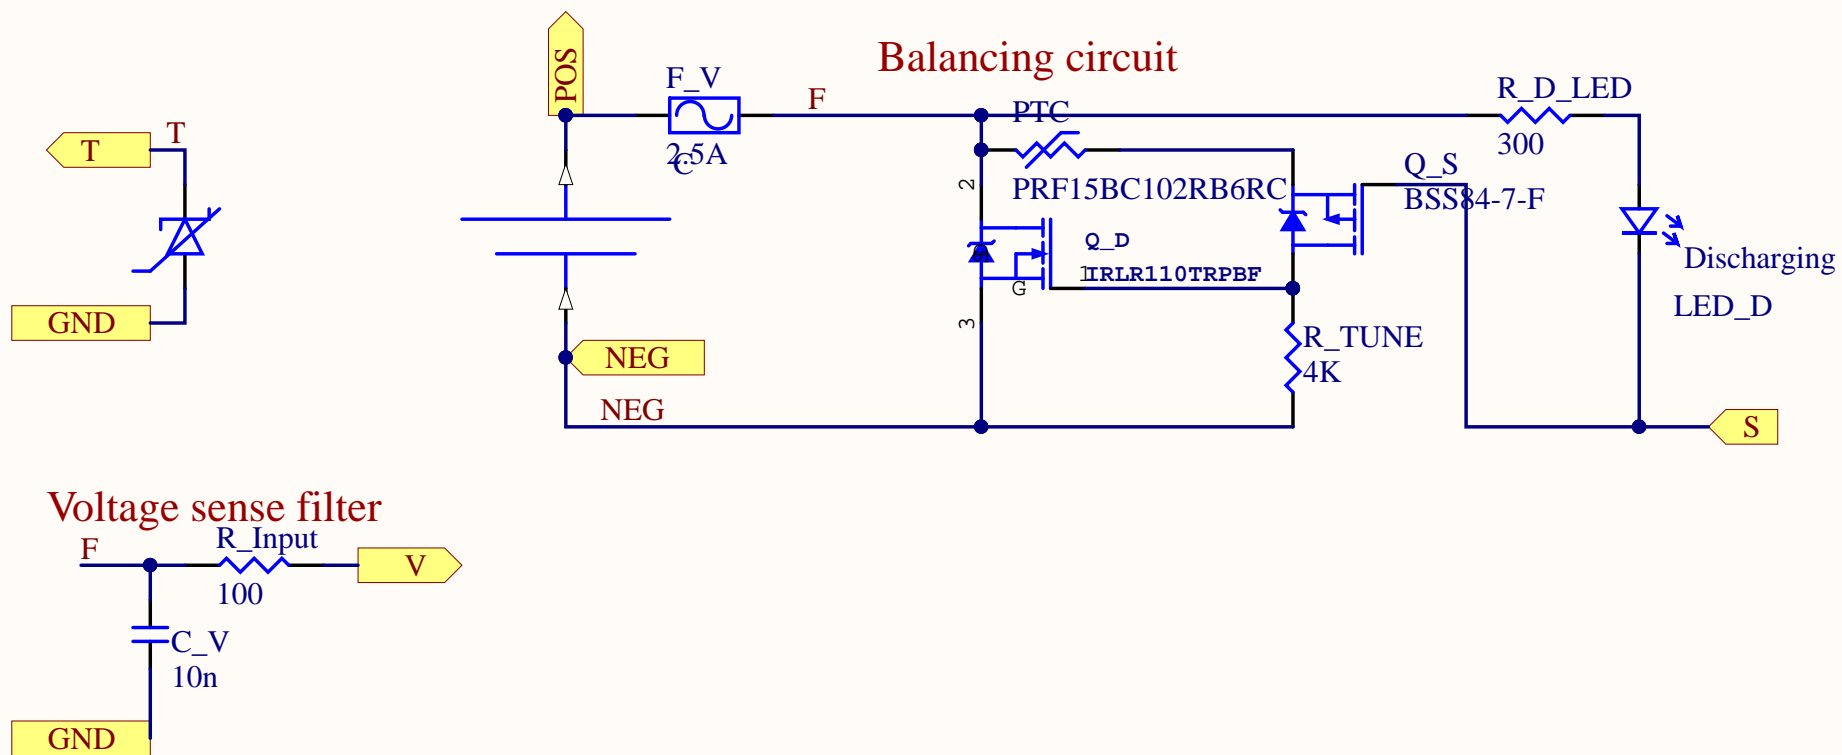 Balancing circuit
POS
F_V
2.5A
C
F
PTC
PRF15BC102RB6RC
R_D_LED
300
Q_S
BSS84-7-F
T
T
GND
2
Q_D
IRLR110TRPBF
1
G
3
Discharging
LED_D
R_TUNE
4K
NEG
NEG
S
Voltage sense filter
F
R_Input
100
V
C_V
10n
GND